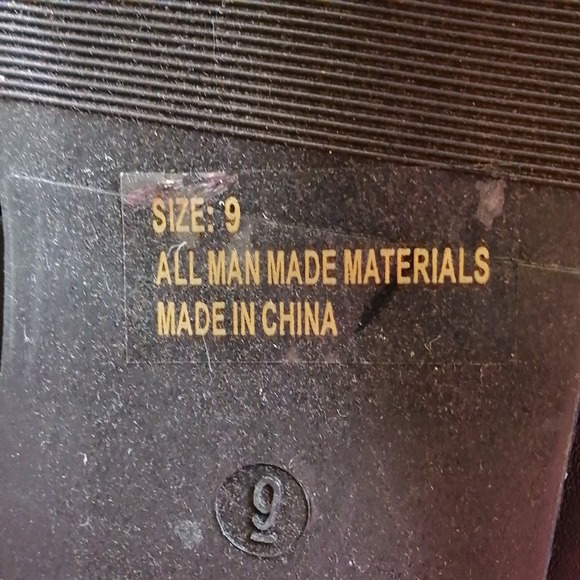 SIZE: 9
ALL MAN MADE MATERIALS
MADE IN CHINA
9